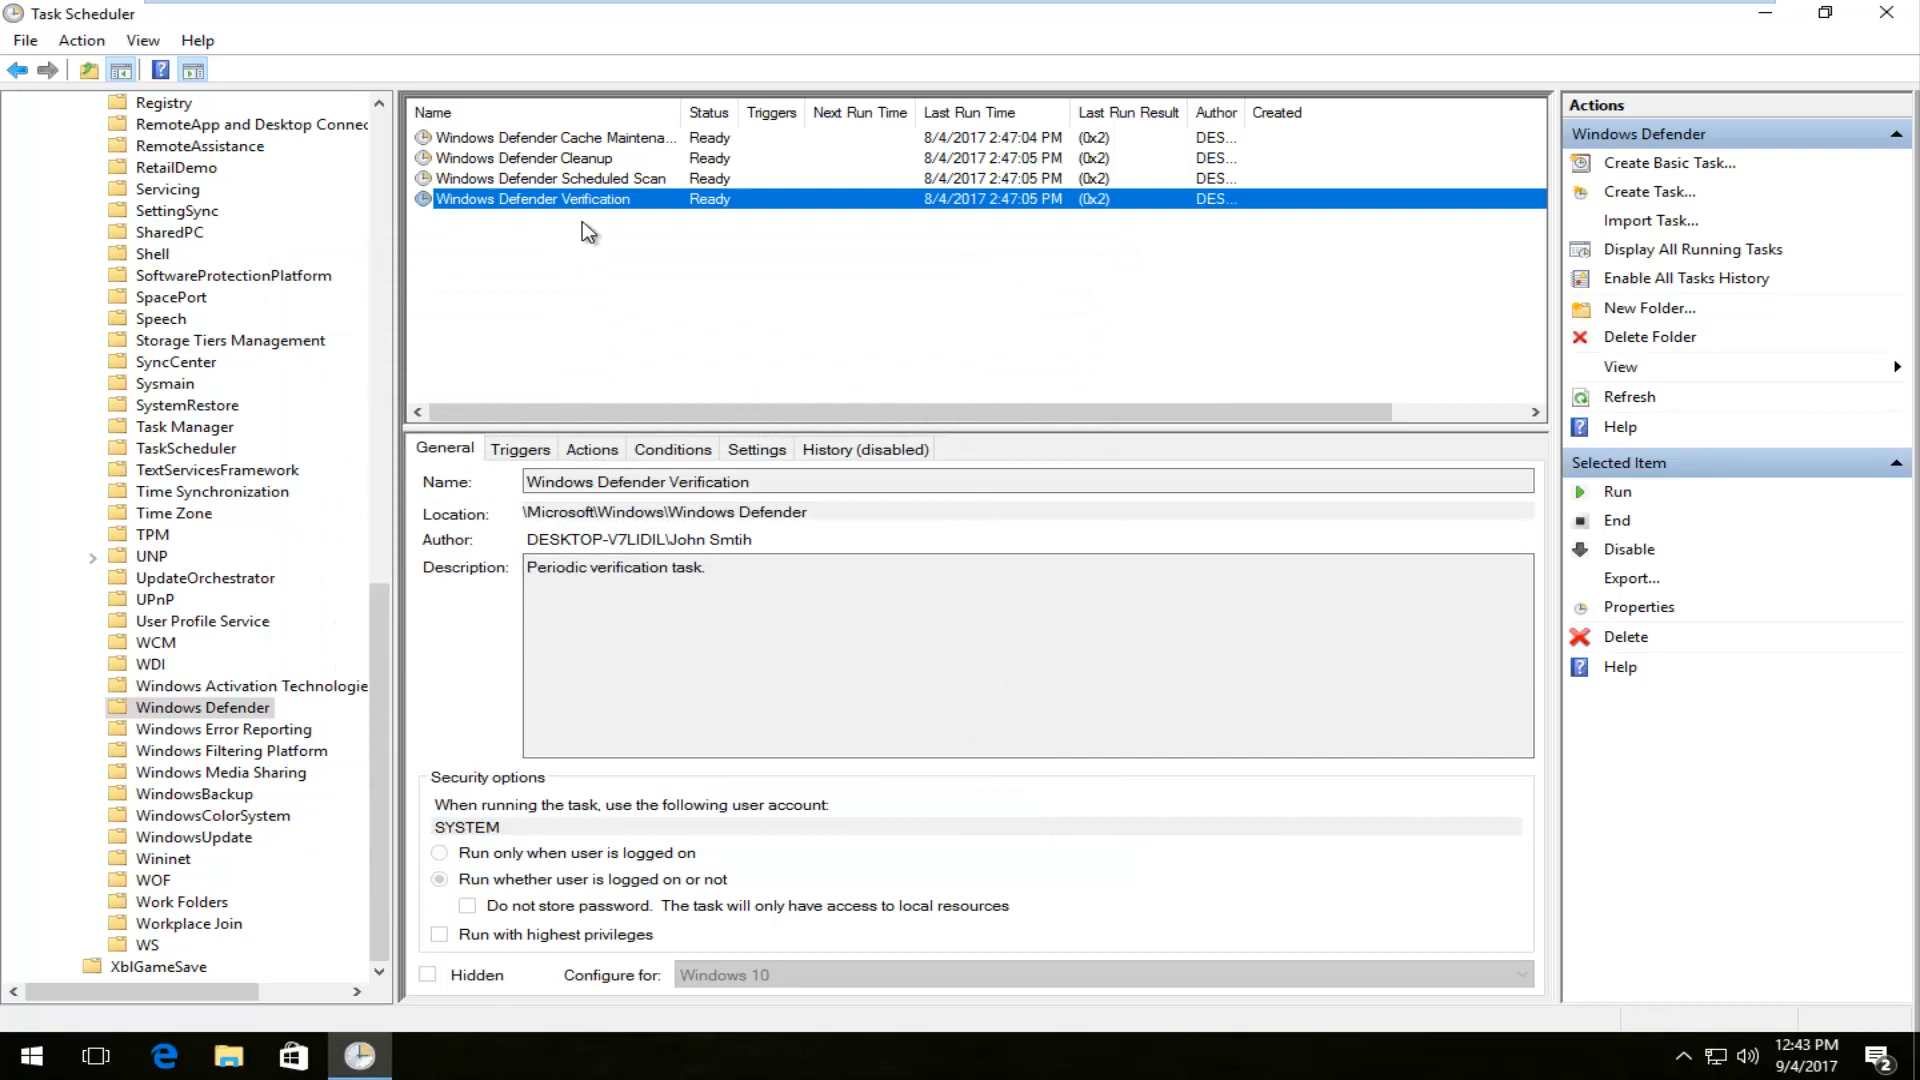 Task Scheduler
File Action View Help
Registry
RemoteApp and Desktop Connec
RemoteAssistance
RetailDemo
Servicing
SettingSync
SharedPC
Shell
SoftwareProtectionPlatform
SpacePort
Speech
Storage Tiers Management
SyncCenter
Sysmain
SystemRestore
Task Manager
TaskScheduler
TextServicesFramework
Time Synchronization
Time Zone
TPM
UNP
UpdateOrchestrator
UPnP
User Profile Service
WCM
WDI
Windows Activation Technologie
Windows Defender
Windows Error Reporting
Windows Filtering Platform
Windows Media Sharing
WindowsBackup
WindowsColorSystem
WindowsUpdate
Wininet
WOF
Work Folders
Workplace Join
WS
XblGameSave
Name Status Triggers Next Run Time Last Run Time Last Run Result Author Created
Windows Defender Cache Maintena... Ready 8/4/2017 2:47:04 PM (0x2) DES...
Windows Defender Cleanup Ready 8/4/2017 2:47:05 PM (0x2) DES...
Windows Defender Scheduled Scan Ready 8/4/2017 2:47:05 PM (0x2) DES...
Windows Defender Verification Ready 8/4/2017 2:47:05 PM (0x2) DES...
General Triggers Actions Conditions Settings History (disabled)
Name: Windows Defender Verification
Location: \Microsoft\Windows\Windows Defender
Author: DESKTOP-V7LIDIL\John Smtih
Description: Periodic verification task.
Security options
When running the task, use the following user account:
SYSTEM
Run only when user is logged on
Run whether user is logged on or not
Do not store password. The task will only have access to local resources
Run with highest privileges
Hidden Configure for: Windows 10
Actions
Windows Defender
Create Basic Task...
Create Task...
Import Task...
Display All Running Tasks
Enable All Tasks History
New Folder...
Delete Folder
View
Refresh
Help
Selected Item
Run
End
Disable
Export...
Properties
Delete
Help
12:43 PM
9/4/2017
2